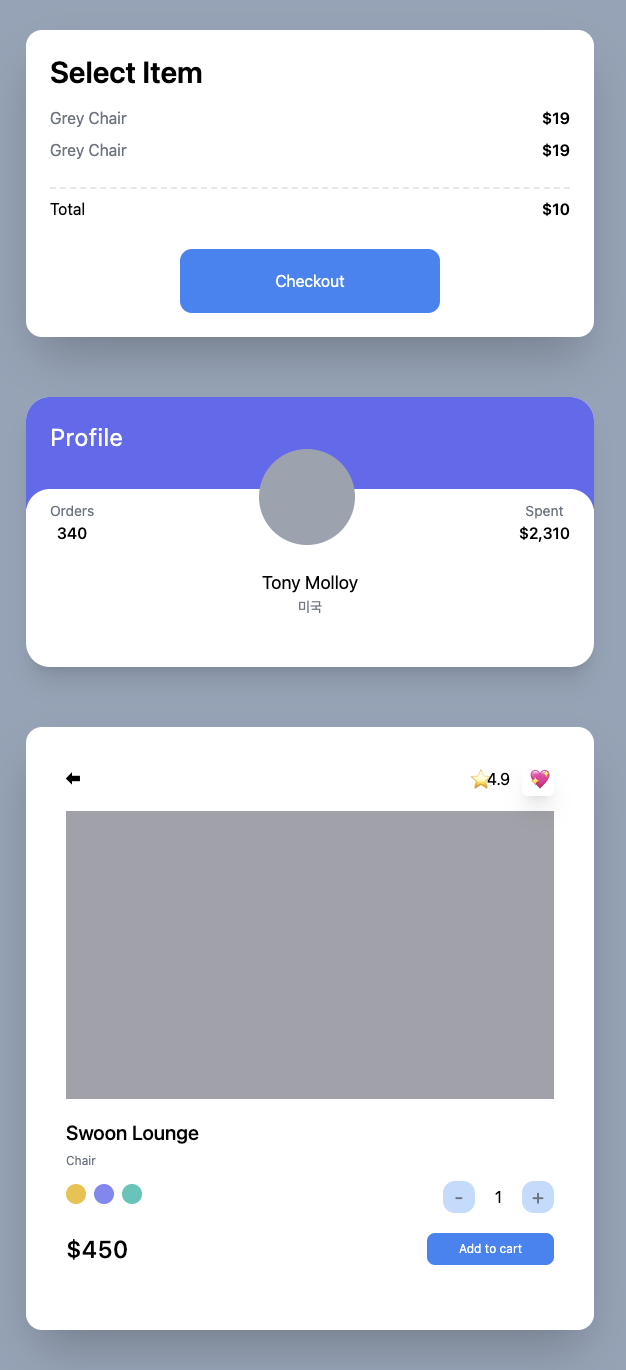 Select Item
Grey Chair $19
Grey Chair $19
Total $10
Checkout
Profile
Orders Spent
340 $2,310
Tony Molloy
미국
4.9
Swoon Lounge
Chair
- 1 +
$450 Add to cart